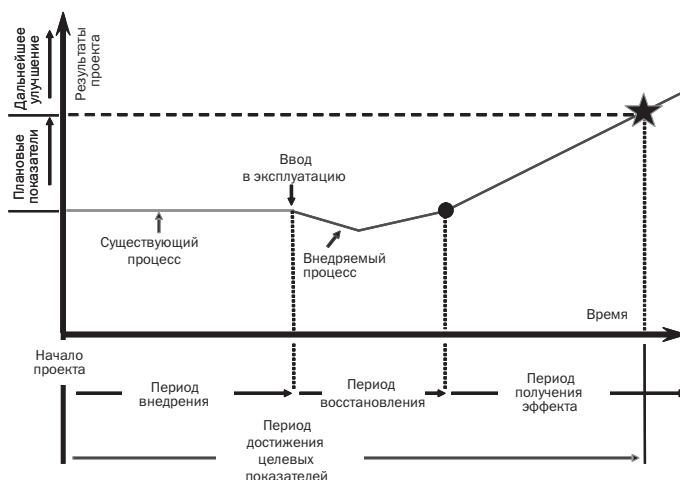 Дальнейшее
улучшение
Результаты
проекта
Плановые
показатели
Ввод
в эксплуатацию
Существующий
процесс
Внедряемый
процесс
Время
Начало
проекта
Период
внедрения
Период
восстановления
Период
получения
эффекта
Период
достижения
целевых
показателей